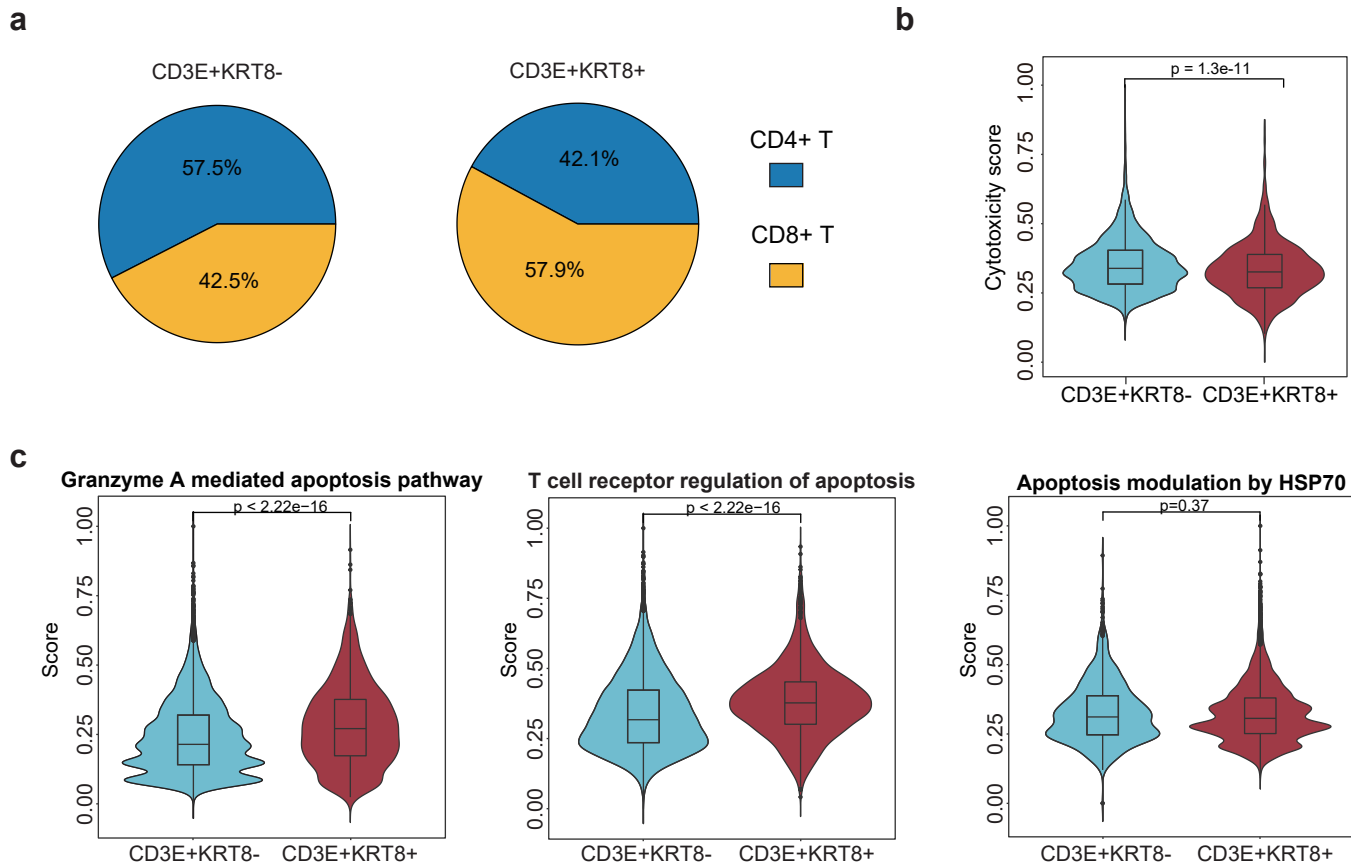 a
CD3E+KRT8-
CD3E+KRT8+
57.5%
42.5%
42.1%
57.9%
CD4+ T
CD8+ T
b
p = 1.3e-11
Cytotoxicity score
1.00
0.75
0.50
0.25
0.00
CD3E+KRT8- CD3E+KRT8+
c
Granzyme A mediated apoptosis pathway
p < 2.22e−16
Score
1.00
0.75
0.50
0.25
0.00
CD3E+KRT8- CD3E+KRT8+
T cell receptor regulation of apoptosis
p < 2.22e−16
Score
1.00
0.75
0.50
0.25
0.00
CD3E+KRT8- CD3E+KRT8+
Apoptosis modulation by HSP70
p=0.37
Score
1.00
0.75
0.50
0.25
0.00
CD3E+KRT8- CD3E+KRT8+